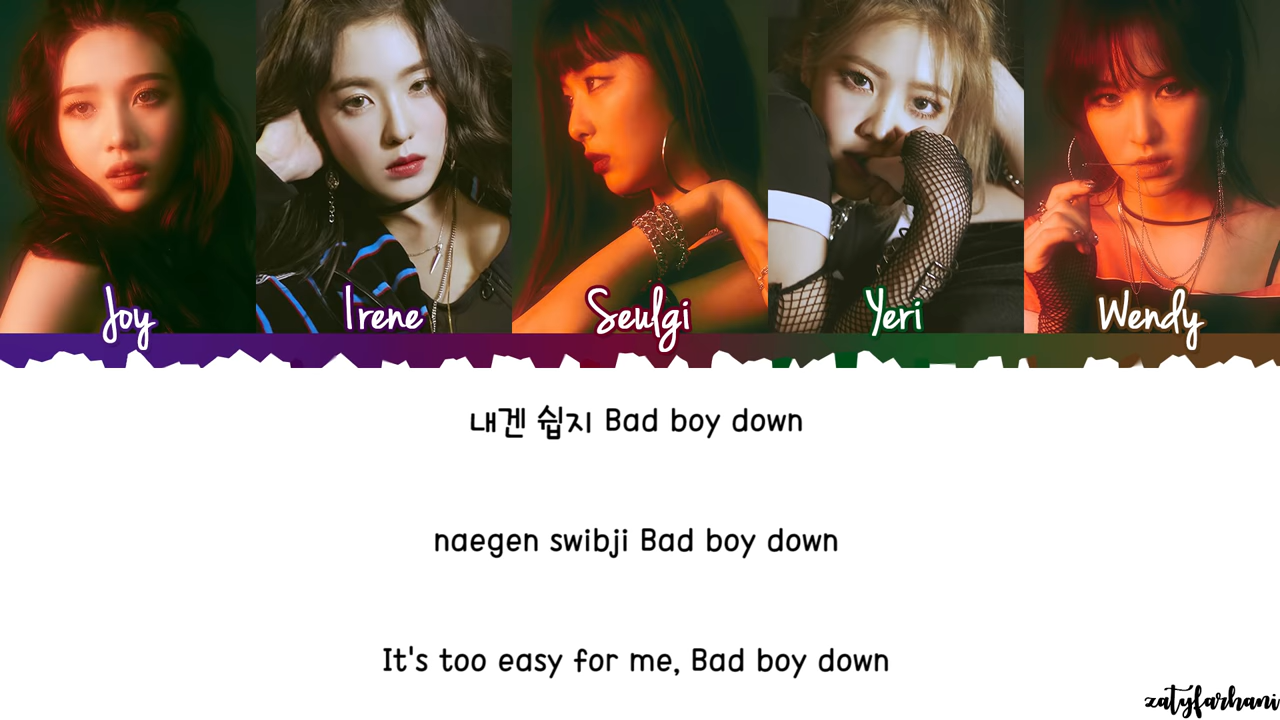 Joy
Irene
Seulgi
Yeri
Wendy
내겐 쉽지 Bad boy down
naegen swibji Bad boy down
It's too easy for me, Bad boy down
zatyfarhani